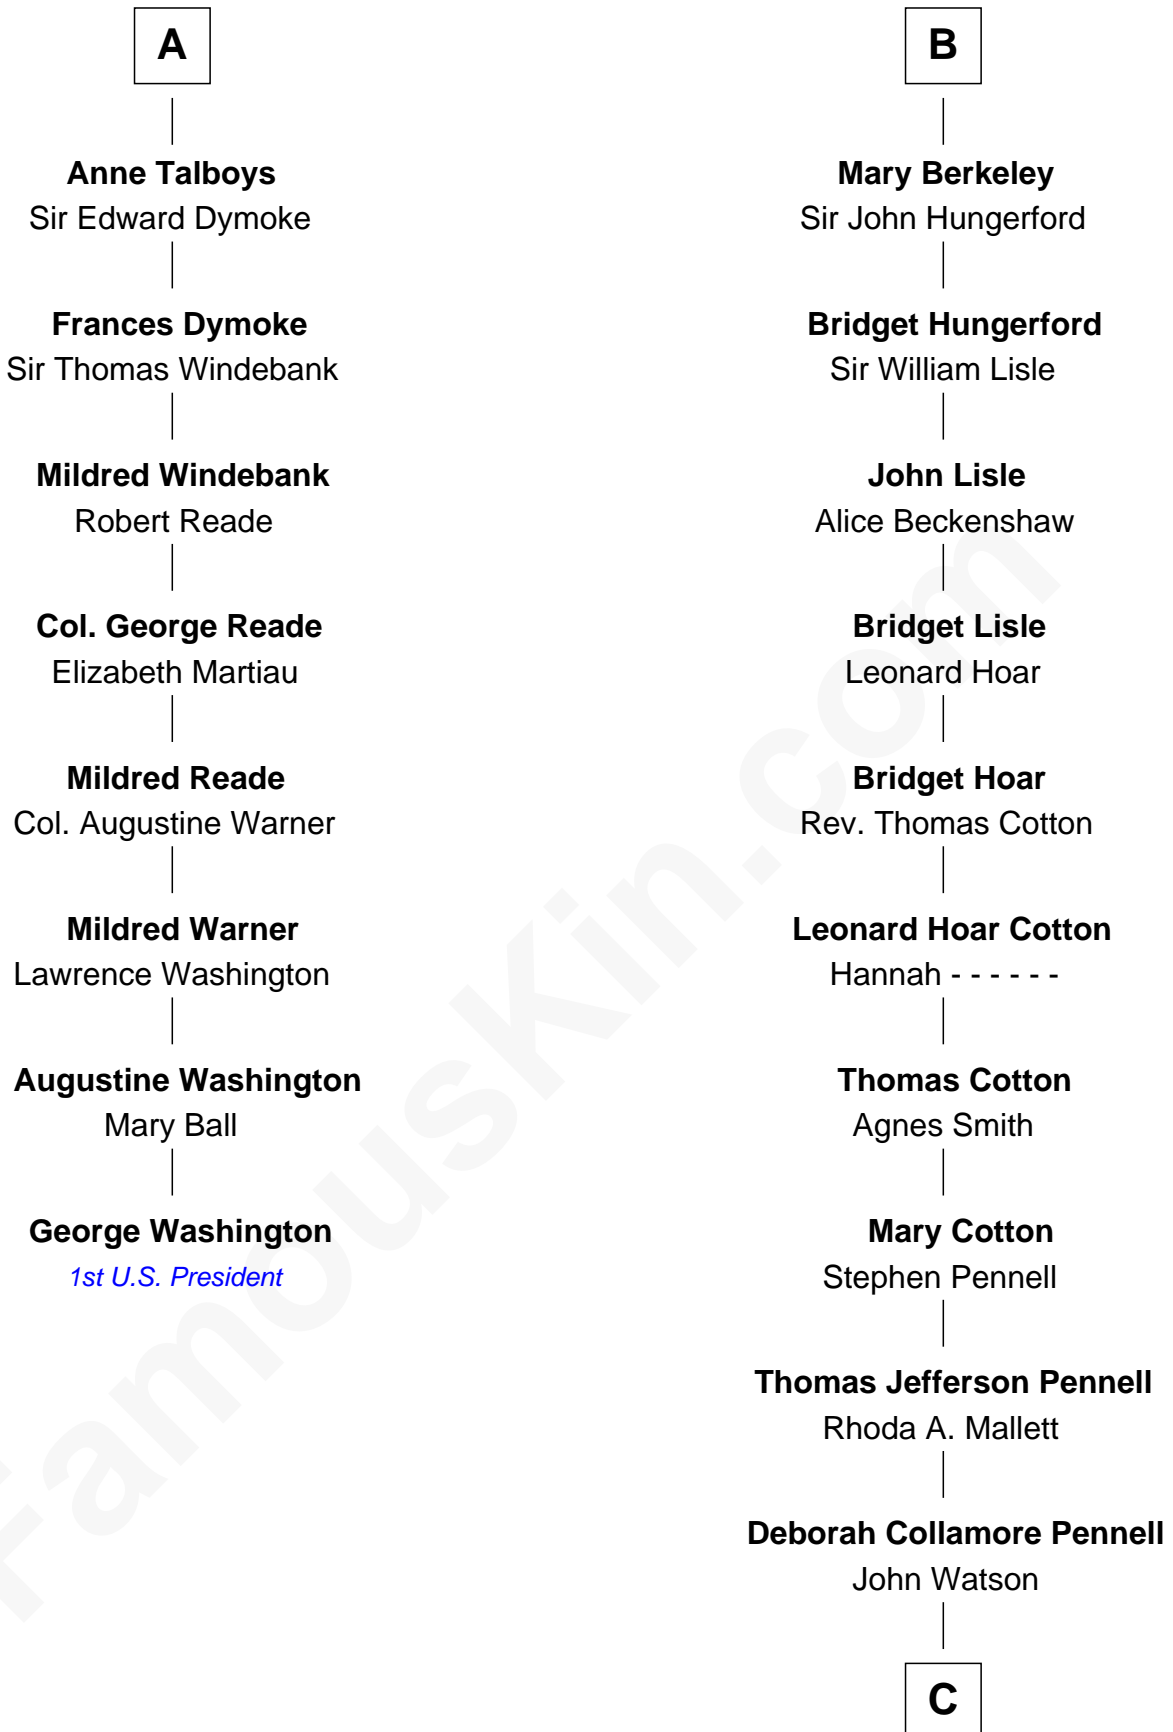 A
Anne Talboys
Sir Edward Dymoke
Frances Dymoke
Sir Thomas Windebank
Mildred Windebank
Robert Reade
Col. George Reade
Elizabeth Martiau
Mildred Reade
Col. Augustine Warner
Mildred Warner
Lawrence Washington
Augustine Washington
Mary Ball
George Washington
1st U.S. President
B
Mary Berkeley
Sir John Hungerford
Bridget Hungerford
Sir William Lisle
John Lisle
Alice Beckenshaw
Bridget Lisle
Leonard Hoar
Bridget Hoar
Rev. Thomas Cotton
Leonard Hoar Cotton
Hannah - - - - - -
Thomas Cotton
Agnes Smith
Mary Cotton
Stephen Pennell
Thomas Jefferson Pennell
Rhoda A. Mallett
Deborah Collamore Pennell
John Watson
C
FamousKin.com